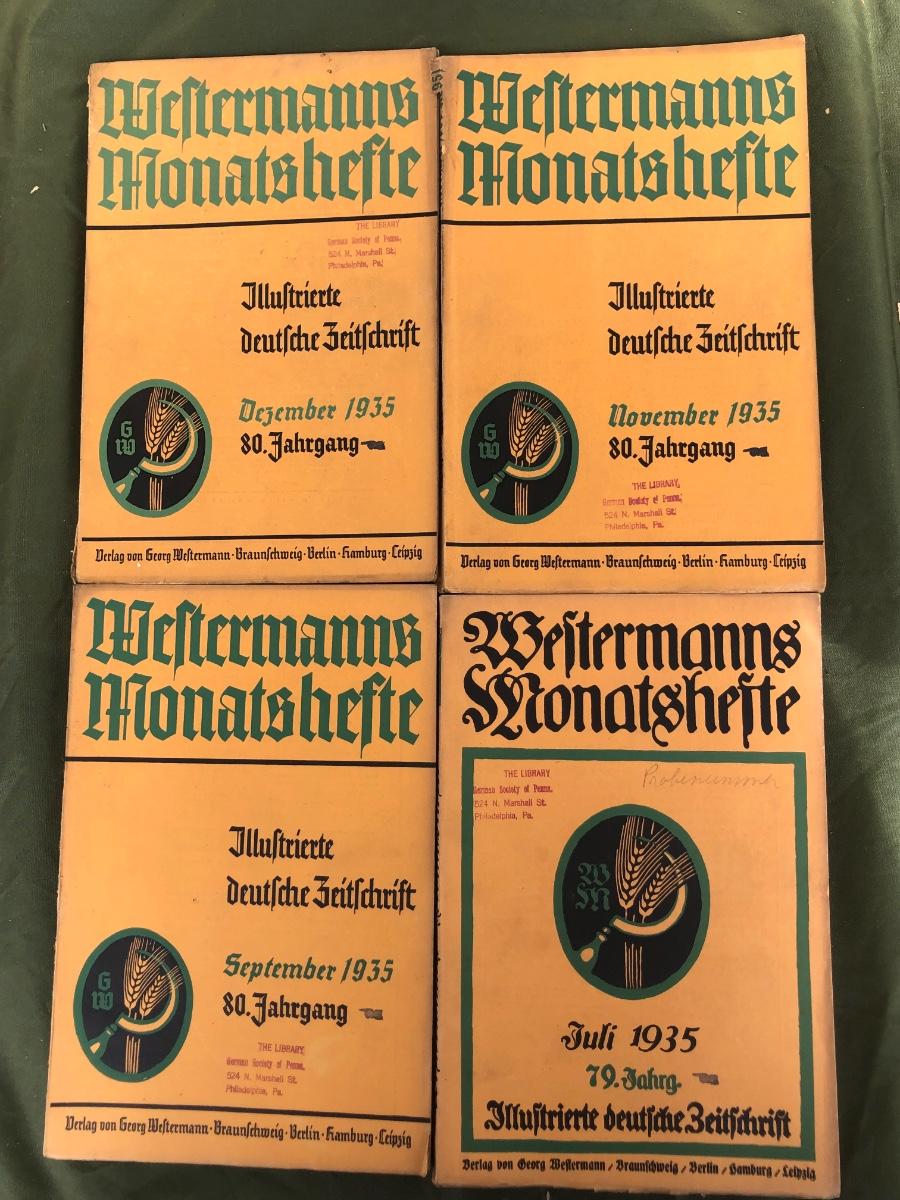 Westermanns
Monatshefte
THE LIBRARY
German Society of Penna.
524 N. Marshall St.
Philadelphia, Pa.
Illustrierte
deutsche Zeitschrift
Dezember 1935
80. Jahrgang
G
W
Verlag von Georg Westermann · Braunschweig · Berlin · Hamburg · Leipzig
Westermanns
Monatshefte
Illustrierte
deutsche Zeitschrift
November 1935
80. Jahrgang
G
W
THE LIBRARY,
German Society of Penna.
524 N. Marshall St.
Philadelphia, Pa.
Verlag von Georg Westermann · Braunschweig · Berlin · Hamburg · Leipzig
Westermanns
Monatshefte
Illustrierte
deutsche Zeitschrift
September 1935
80. Jahrgang
G
W
THE LIBRARY
German Society of Penna.
524 N. Marshall St.
Philadelphia, Pa.
Verlag von Georg Westermann · Braunschweig · Berlin · Hamburg · Leipzig
Westermanns
Monatshefte
THE LIBRARY
German Society of Penna.
524 N. Marshall St.
Philadelphia, Pa.
Probenummer
W
M
Juli 1935
79. Jahrg.
Illustrierte deutsche Zeitschrift
Verlag von Georg Westermann / Braunschweig / Berlin / Hamburg / Leipzig